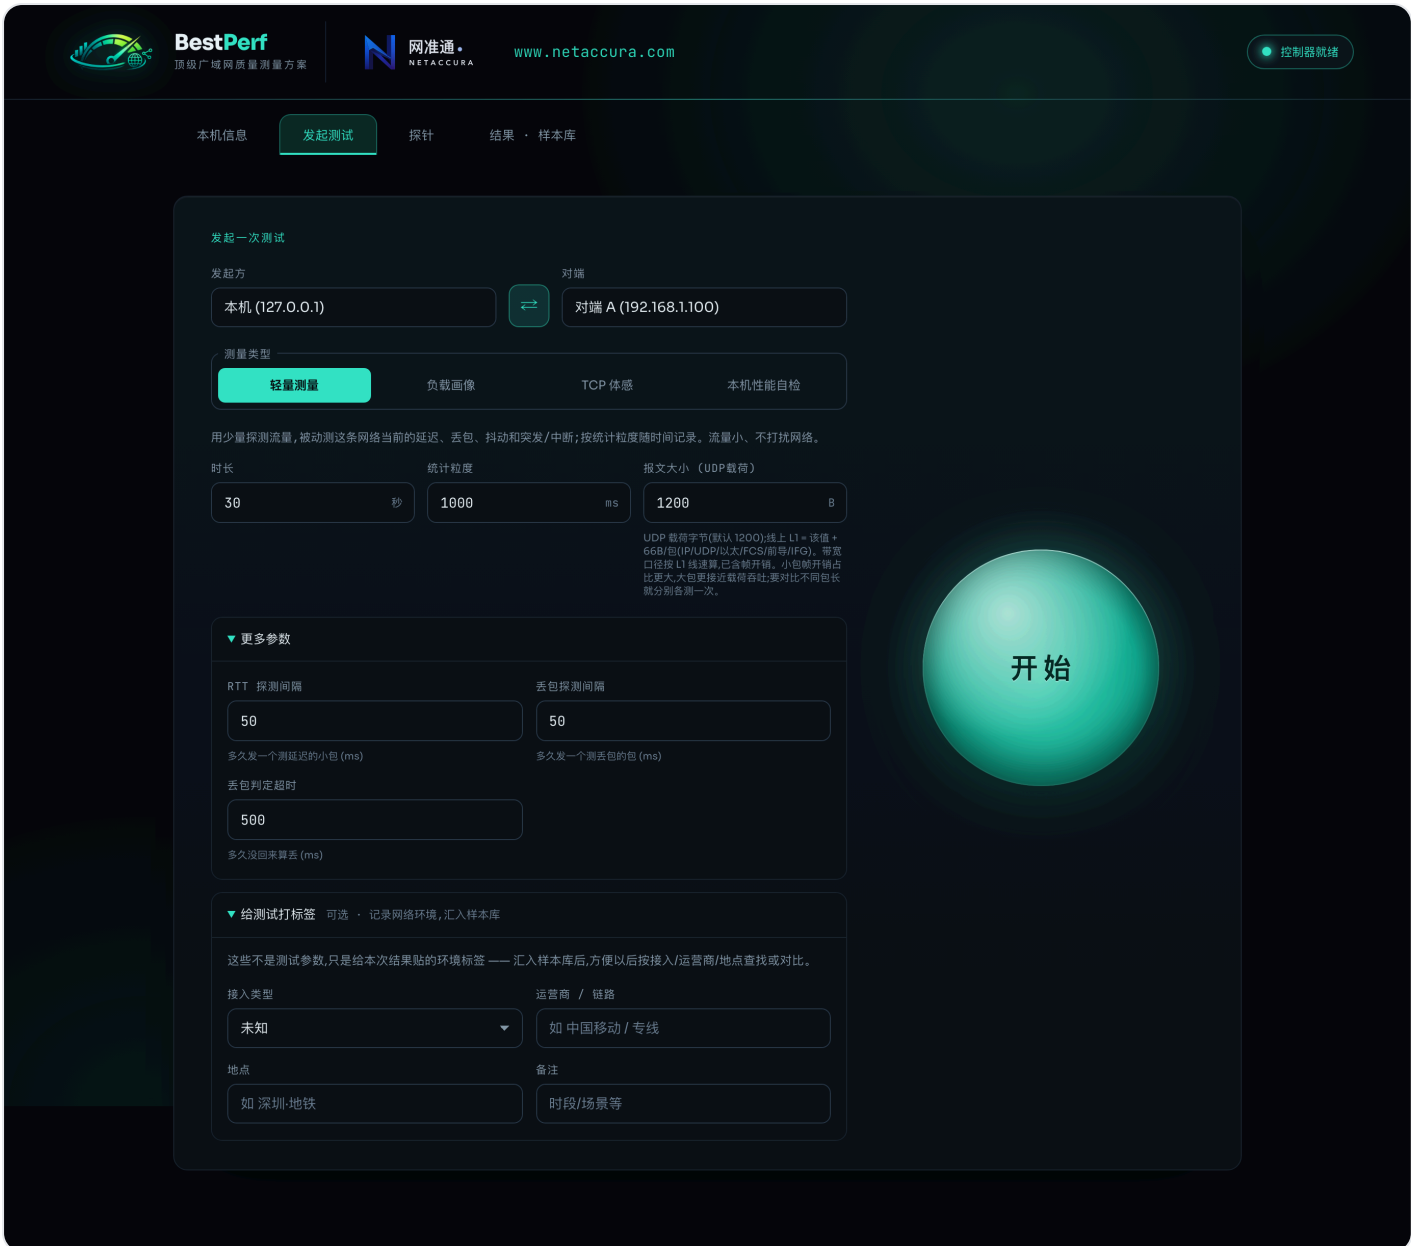 BestPerf
顶级广域网质量测量方案
网准通
NETACCURA
www.netaccura.com
控制器就绪
本机信息
发起测试
探针
结果 · 样本库
发起一次测试
发起方
对端
本机 (127.0.0.1)
⇄
对端 A (192.168.1.100)
测量类型
轻量测量
负载画像
TCP 体感
本机性能自检
用少量探测流量,被动测这条网络当前的延迟、丢包、抖动和突发/中断;按统计粒度随时间记录。流量小、不打扰网络。
时长
统计粒度
报文大小 (UDP载荷)
30 秒
1000 ms
1200 B
UDP 载荷字节(默认 1200);线上 L1 = 该值 +
66B/包(IP/UDP/以太/FCS/前导/IFG)。带宽
口径按 L1 线速算,已含帧开销。小包帧开销占
比更大,大包更接近载荷吞吐;要对比不同包长
就分别各测一次。
开始
▼ 更多参数
RTT 探测间隔
丢包探测间隔
50
50
多久发一个测延迟的小包 (ms)
多久发一个测丢包的包 (ms)
丢包判定超时
500
多久没回来算丢 (ms)
▼ 给测试打标签 可选 · 记录网络环境,汇入样本库
这些不是测试参数,只是给本次结果贴的环境标签 —— 汇入样本库后,方便以后按接入/运营商/地点查找或对比。
接入类型
运营商 / 链路
未知
如 中国移动 / 专线
地点
备注
如 深圳·地铁
时段/场景等